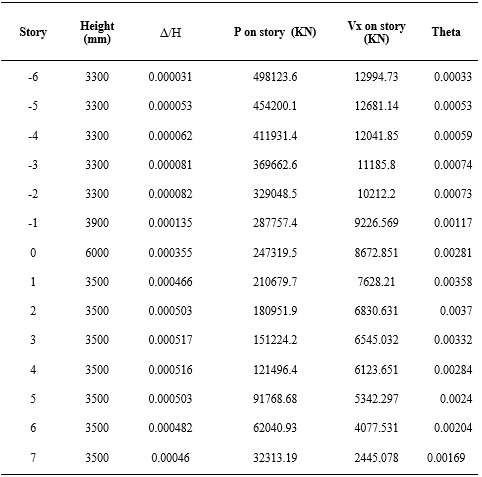 Story Height (mm) Δ/H P on story (KN) Vx on story (KN) Theta
-6 3300 0.000031 498123.6 12994.73 0.00033
-5 3300 0.000053 454200.1 12681.14 0.00053
-4 3300 0.000062 411931.4 12041.85 0.00059
-3 3300 0.000081 369662.6 11185.8 0.00074
-2 3300 0.000082 329048.5 10212.2 0.00073
-1 3900 0.000135 287757.4 9226.569 0.00117
0 6000 0.000355 247319.5 8672.851 0.00281
1 3500 0.000466 210679.7 7628.21 0.00358
2 3500 0.000503 180951.9 6830.631 0.0037
3 3500 0.000517 151224.2 6545.032 0.00332
4 3500 0.000516 121496.4 6123.651 0.00284
5 3500 0.000503 91768.68 5342.297 0.0024
6 3500 0.000482 62040.93 4077.531 0.00204
7 3500 0.00046 32313.19 2445.078 0.00169